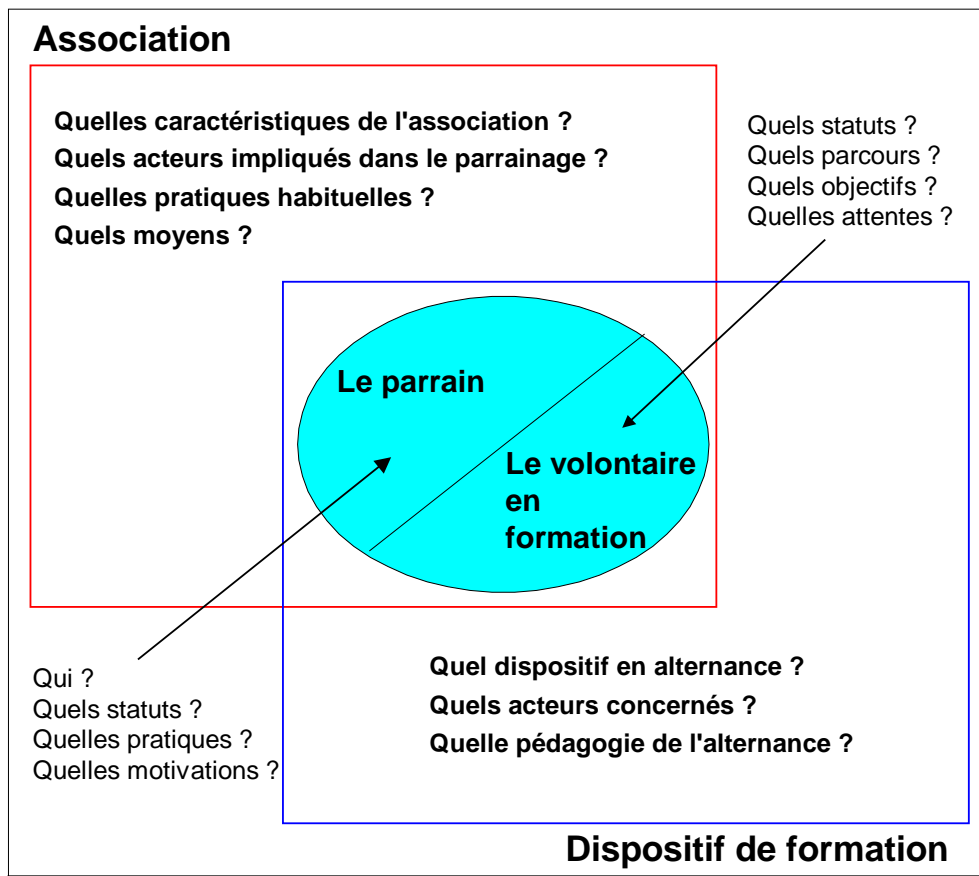 Association
Quelles caractéristiques de l'association ?
Quels acteurs impliqués dans le parrainage ?
Quelles pratiques habituelles ?
Quels moyens ?
Quels statuts ?
Quels parcours ?
Quels objectifs ?
Quelles attentes ?
Le parrain
Le volontaire
en
formation
Qui ?
Quels statuts ?
Quelles pratiques ?
Quelles motivations ?
Quel dispositif en alternance ?
Quels acteurs concernés ?
Quelle pédagogie de l'alternance ?
Dispositif de formation